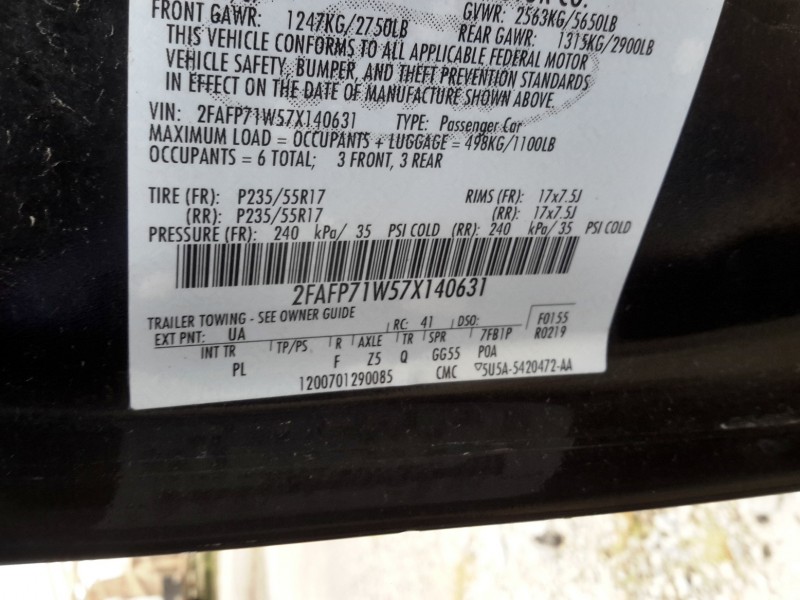 OR CO.
FRONT GAWR: 1247KG/2750LB GVWR: 2563KG/5650LB
REAR GAWR: 1315KG/2900LB
THIS VEHICLE CONFORMS TO ALL APPLICABLE FEDERAL MOTOR
VEHICLE SAFETY, BUMPER, AND THEFT PREVENTION STANDARDS
IN EFFECT ON THE DATE OF MANUFACTURE SHOWN ABOVE.
VIN: 2FAFP71W57X140631 TYPE: Passenger Car
MAXIMUM LOAD = OCCUPANTS + LUGGAGE = 498KG/1100LB
OCCUPANTS = 6 TOTAL; 3 FRONT, 3 REAR
TIRE (FR): P235/55R17 RIMS (FR): 17x7.5J
(RR): P235/55R17 (RR): 17x7.5J
PRESSURE (FR): 240 kPa/ 35 PSI COLD (RR): 240 kPa/ 35 PSI COLD
2FAFP71W57X140631
TRAILER TOWING - SEE OWNER GUIDE
EXT PNT: UA RC: 41 DSO: F0155
INT TR TP/PS R AXLE TR SPR 7FB1P R0219
PL F Z5 Q GG55 POA
1200701290085 CMC ▽5U5A-5420472-AA